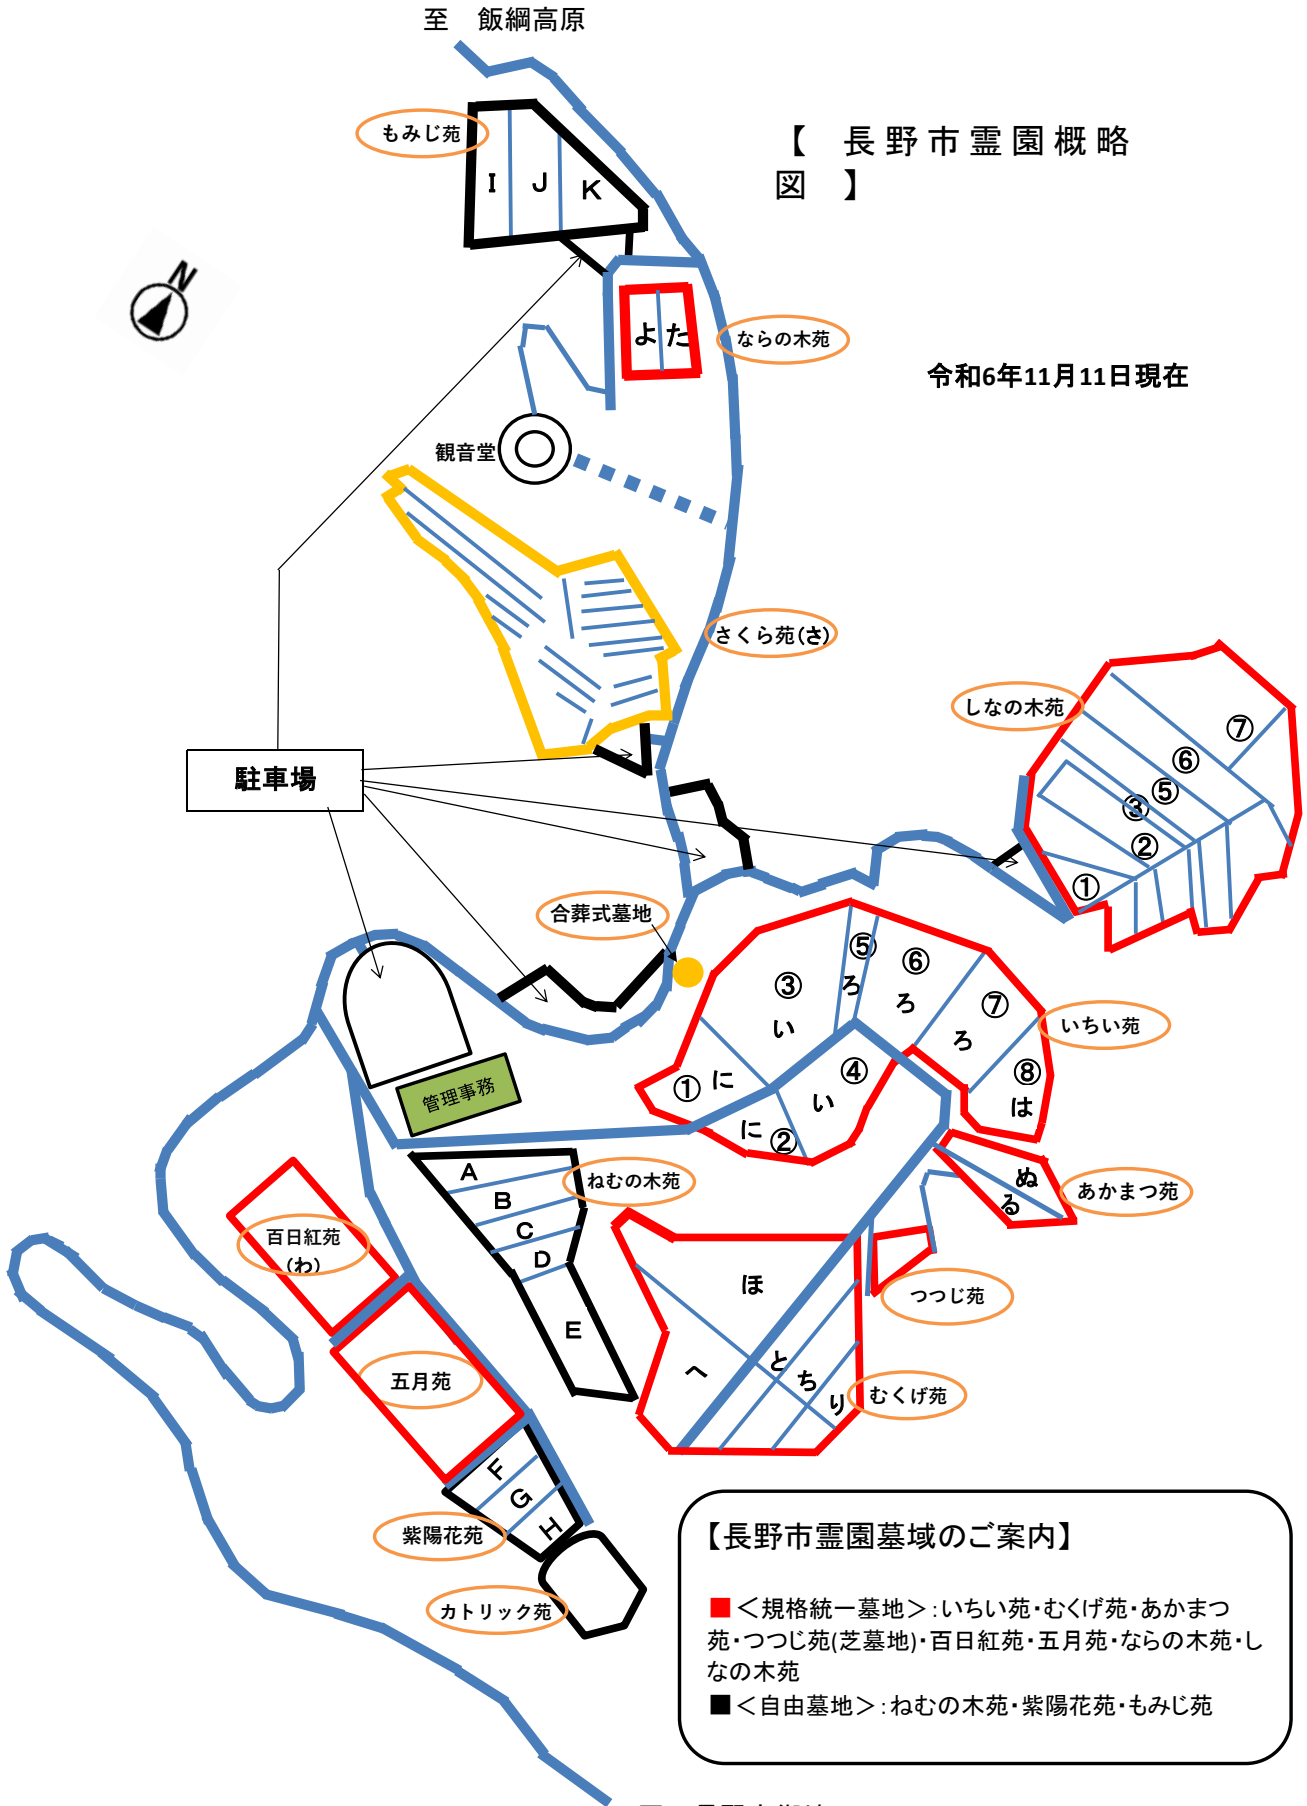 至　飯綱高原
【　長野市霊園概略
図　】
もみじ苑
I J K
N
よ た
ならの木苑
令和6年11月11日現在
観音堂
さくら苑(さ)
しなの木苑
⑦
⑥
⑤
③
②
①
駐車場
合葬式墓地
⑤
ろ
⑥
ろ
③
い
⑦
ろ
いちい苑
④
い
⑧
は
① に
に ②
管理事務
A
B
C
D
E
ねむの木苑
ぬ
る
あかまつ苑
百日紅苑
(わ)
ほ
つつじ苑
へ
と
ち
り
むくげ苑
五月苑
F
G
H
紫陽花苑
カトリック苑
【長野市霊園墓域のご案内】
■＜規格統一墓地＞:いちい苑・むくげ苑・あかまつ
苑・つつじ苑(芝墓地)・百日紅苑・五月苑・ならの木苑・し
なの木苑
■＜自由墓地＞:ねむの木苑・紫陽花苑・もみじ苑